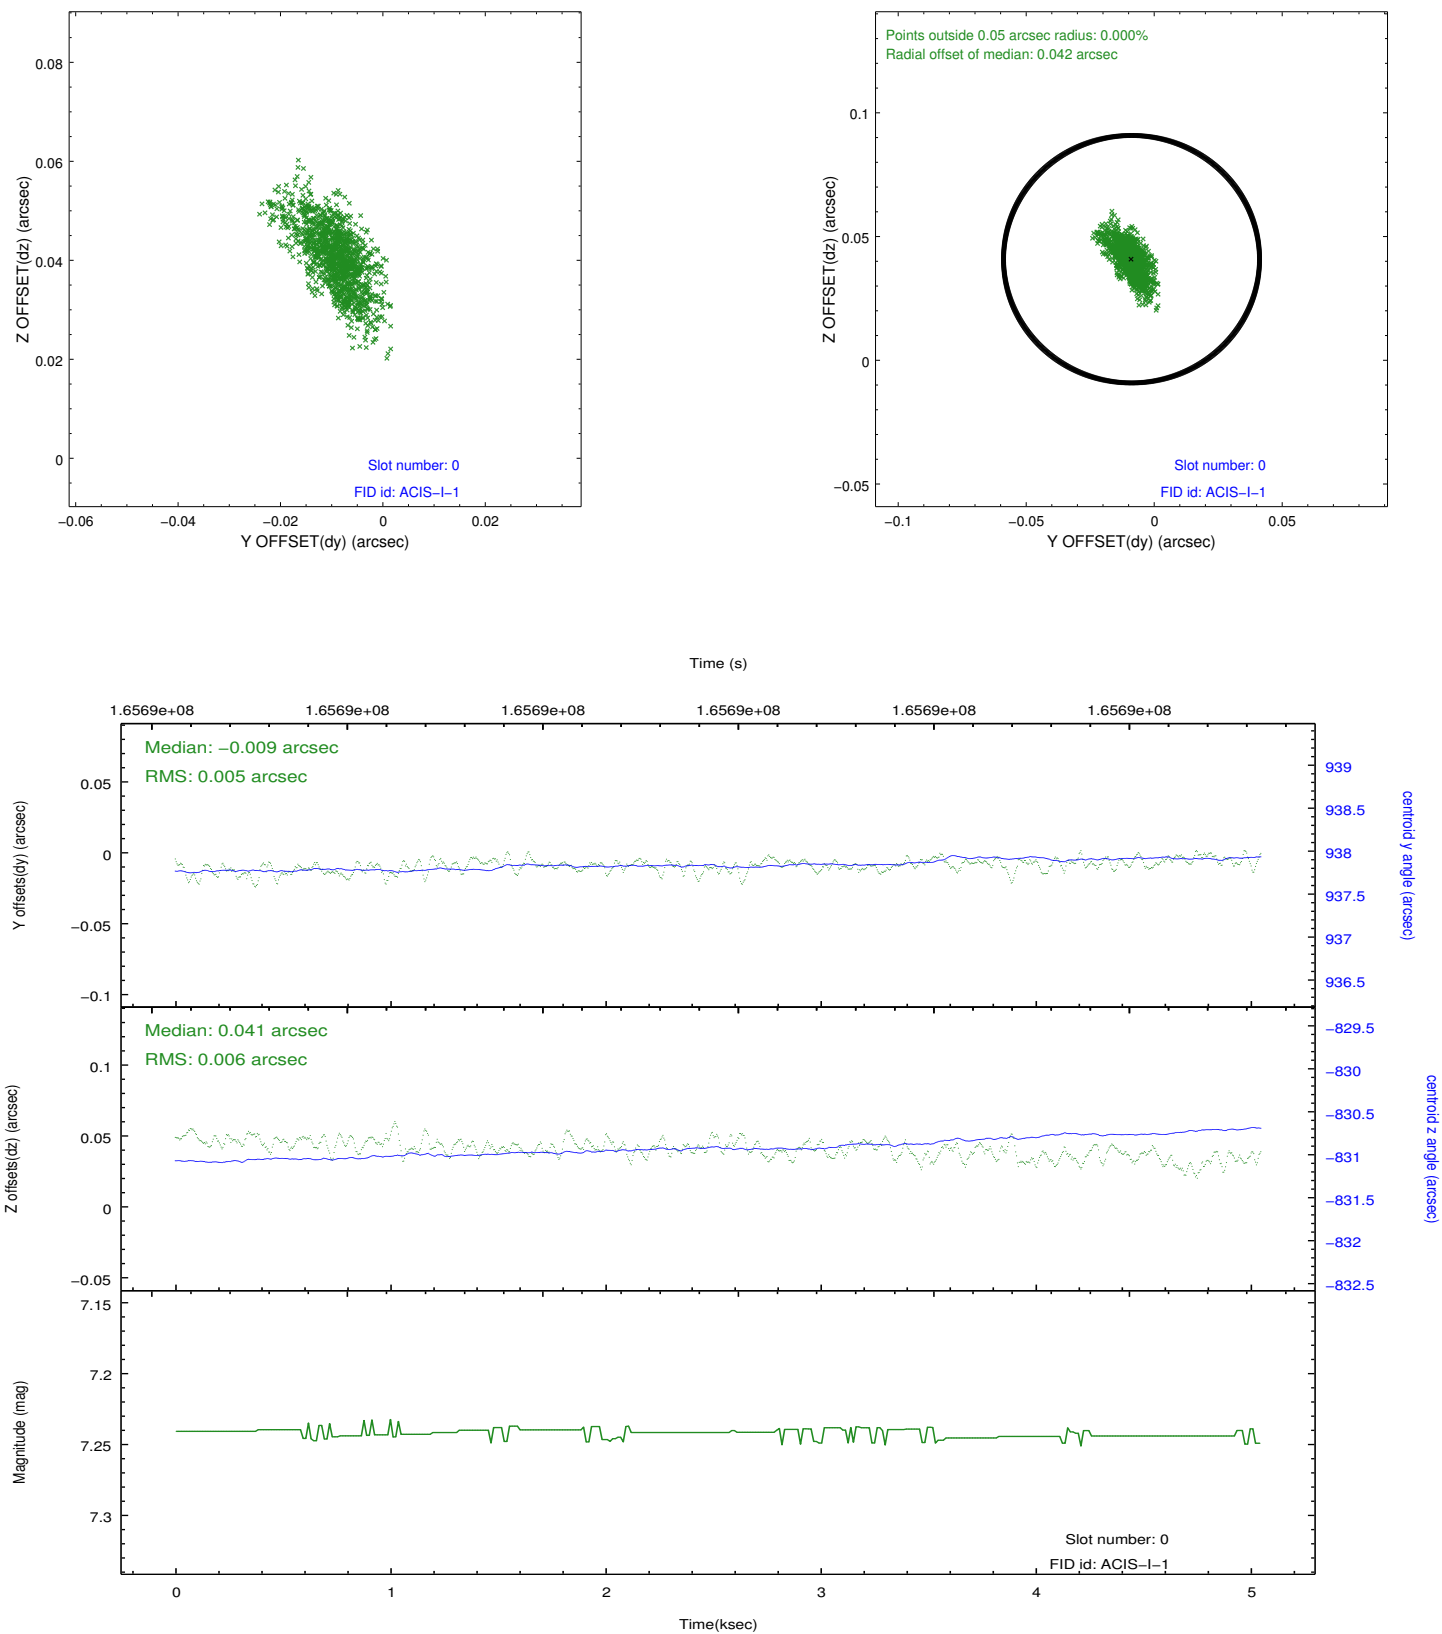 0.08
0.06
0.04
0.02
0
Z OFFSET(dz) (arcsec)
Slot number: 0
FID id: ACIS−I−1
−0.06
−0.04
−0.02
0
0.02
Y OFFSET(dy) (arcsec)
Points outside 0.05 arcsec radius: 0.000%
Radial offset of median: 0.042 arcsec
0.1
0.05
0
−0.05
Z OFFSET(dz) (arcsec)
Slot number: 0
FID id: ACIS−I−1
−0.1
−0.05
0
0.05
Y OFFSET(dy) (arcsec)
Time (s)
1.6569e+08
1.6569e+08
1.6569e+08
1.6569e+08
1.6569e+08
1.6569e+08
Median: −0.009 arcsec
RMS: 0.005 arcsec
0.05
0
−0.05
−0.1
Y offsets(dy) (arcsec)
939
938.5
938
937.5
937
936.5
centroid y angle (arcsec)
Median: 0.041 arcsec
RMS: 0.006 arcsec
0.1
0.05
0
−0.05
Z offsets(dz) (arcsec)
−829.5
−830
−830.5
−831
−831.5
−832
−832.5
centroid z angle (arcsec)
7.15
7.2
7.25
7.3
Magnitude (mag)
Slot number: 0
FID id: ACIS−I−1
0
1
2
3
4
5
Time(ksec)